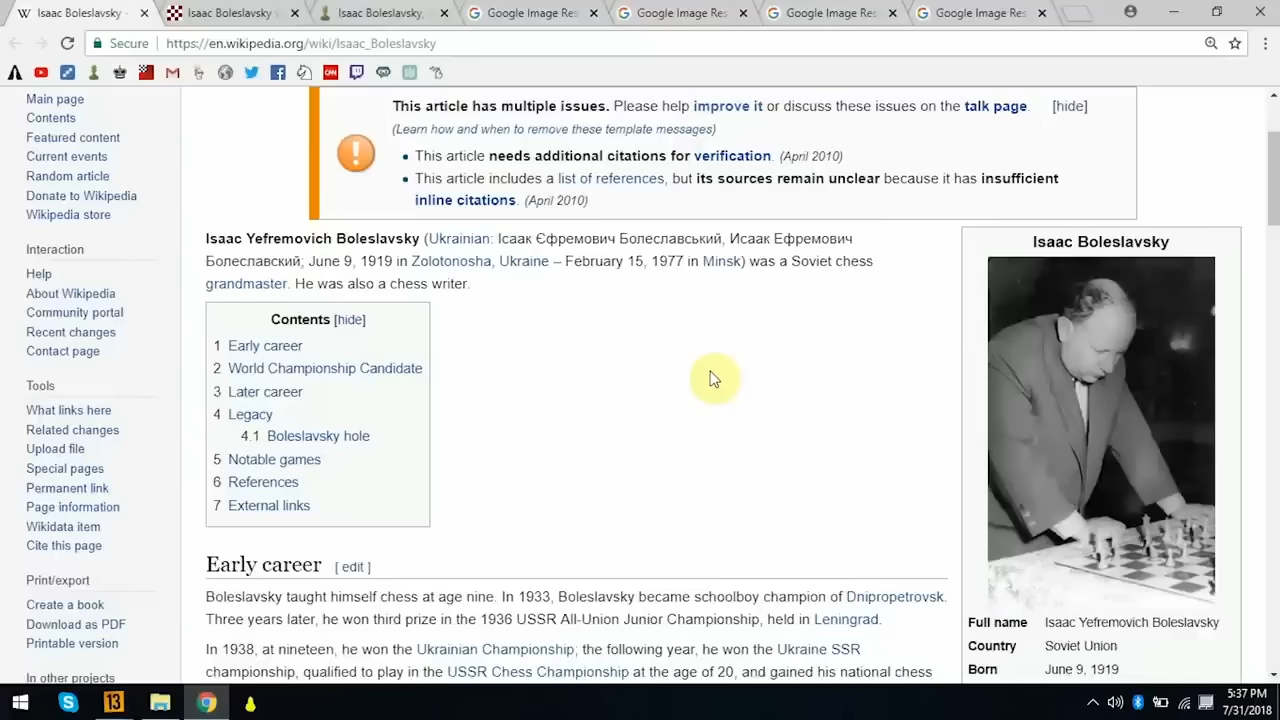 Isaac Boleslavsky -
Isaac Boleslavsky
Isaac Boleslavsky,
Google Image Res
Google Image Res
Google Image Res
Google Image Res
Secure
https://en.wikipedia.org/wiki/Isaac_Boleslavsky
Main page
Contents
Featured content
Current events
Random article
Donate to Wikipedia
Wikipedia store
Interaction
Help
About Wikipedia
Community portal
Recent changes
Contact page
Tools
What links here
Related changes
Upload file
Special pages
Permanent link
Page information
Wikidata item
Cite this page
Print/export
Create a book
Download as PDF
Printable version
In other projects
This article has multiple issues. Please help improve it or discuss these issues on the talk page. [hide]
(Learn how and when to remove these template messages)
• This article needs additional citations for verification. (April 2010)
• This article includes a list of references, but its sources remain unclear because it has insufficient
inline citations. (April 2010)
Isaac Yefremovich Boleslavsky (Ukrainian: Ісаак Єфремович Болеславський, Исаак Ефремович
Болеславский; June 9, 1919 in Zolotonosha, Ukraine – February 15, 1977 in Minsk) was a Soviet chess
grandmaster. He was also a chess writer.
Contents [hide]
1 Early career
2 World Championship Candidate
3 Later career
4 Legacy
4.1 Boleslavsky hole
5 Notable games
6 References
7 External links
Early career [ edit ]
Boleslavsky taught himself chess at age nine. In 1933, Boleslavsky became schoolboy champion of Dnipropetrovsk.
Three years later, he won third prize in the 1936 USSR All-Union Junior Championship, held in Leningrad.
In 1938, at nineteen, he won the Ukrainian Championship; the following year, he won the Ukraine SSR
championship, qualified to play in the USSR Chess Championship at the age of 20, and gained his national chess
Isaac Boleslavsky
Full name Isaac Yefremovich Boleslavsky
Country Soviet Union
Born June 9, 1919
CNN
13
5:37 PM
7/31/2018